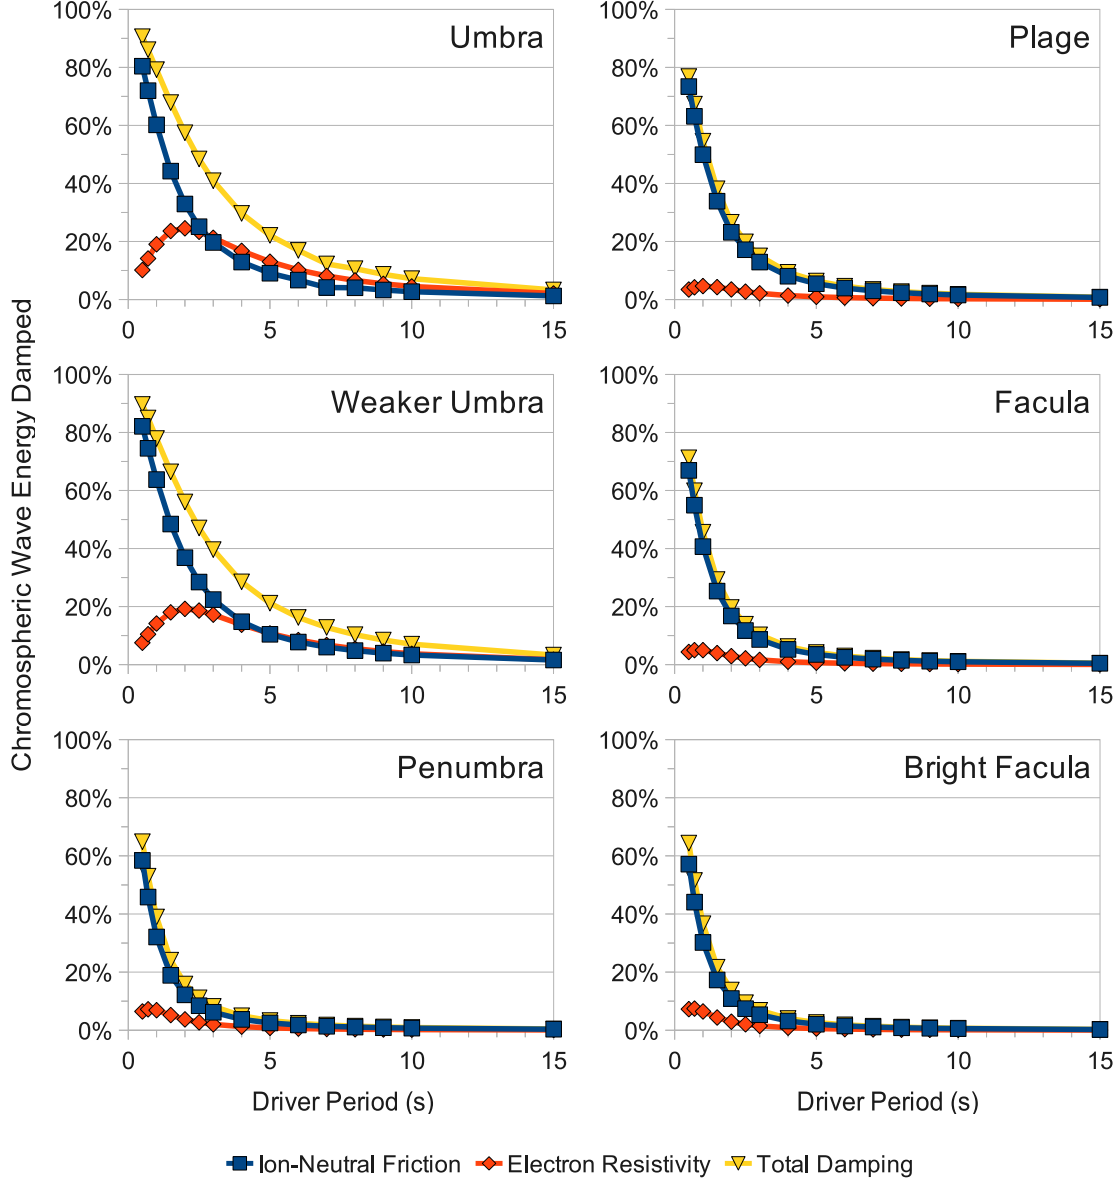 Chromospheric Wave Energy Damped
100%
80%
60%
40%
20%
0%
0 5 10 15
Umbra
100%
80%
60%
40%
20%
0%
0 5 10 15
Plage
100%
80%
60%
40%
20%
0%
0 5 10 15
Weaker Umbra
100%
80%
60%
40%
20%
0%
0 5 10 15
Facula
100%
80%
60%
40%
20%
0%
0 5 10 15
Penumbra
Driver Period (s)
100%
80%
60%
40%
20%
0%
0 5 10 15
Bright Facula
Driver Period (s)
Ion-Neutral Friction Electron Resistivity Total Damping